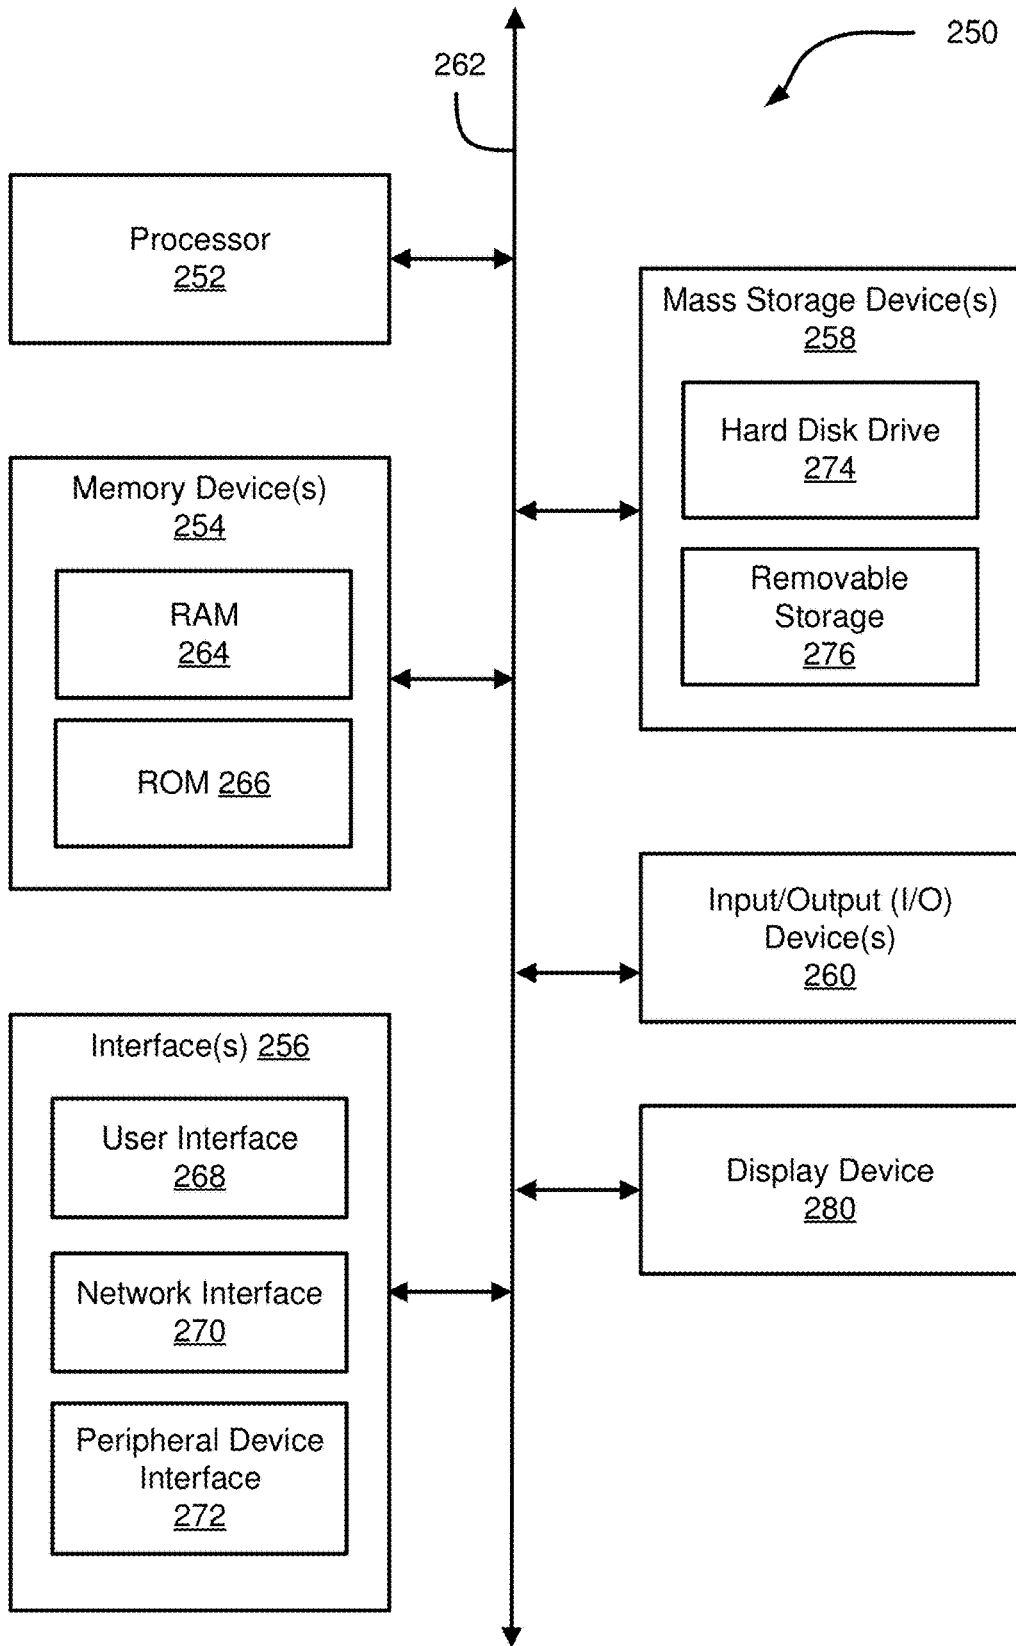 250
262
Processor
252
Mass Storage Device(s)
258
Hard Disk Drive
274
Removable
Storage
276
Memory Device(s)
254
RAM
264
ROM 266
Input/Output (I/O)
Device(s)
260
Interface(s) 256
User Interface
268
Network Interface
270
Peripheral Device
Interface
272
Display Device
280